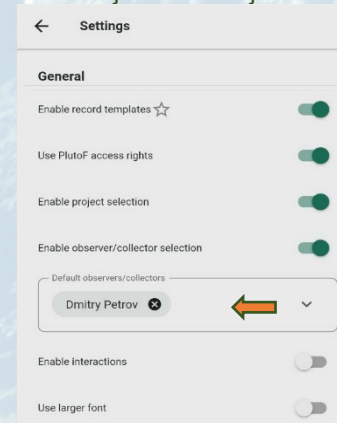 Settings
General
Enable record templates
Use PlutoF access rights
Enable project selection
Enable observer/collector selection
Default observers/collectors
Dmitry Petrov
Enable interactions
Use larger font